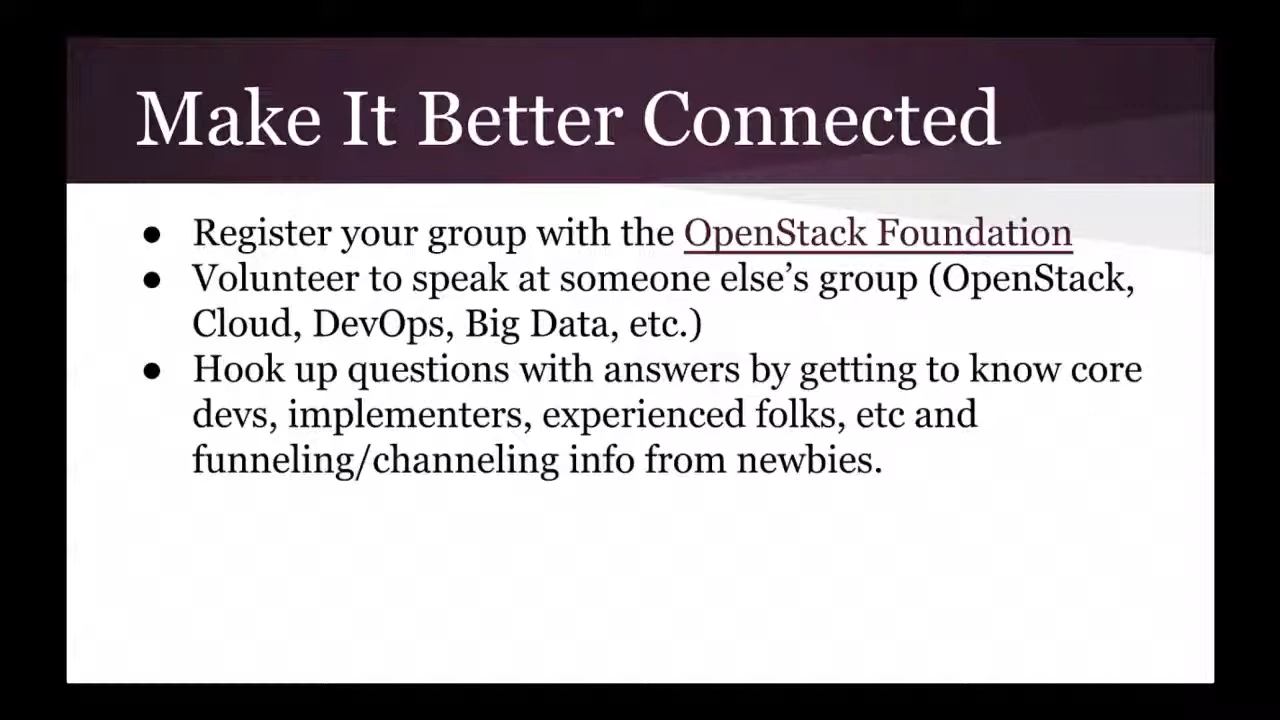 Make It Better Connected
● Register your group with the OpenStack Foundation
● Volunteer to speak at someone else’s group (OpenStack,
Cloud, DevOps, Big Data, etc.)
● Hook up questions with answers by getting to know core
devs, implementers, experienced folks, etc and
funneling/channeling info from newbies.